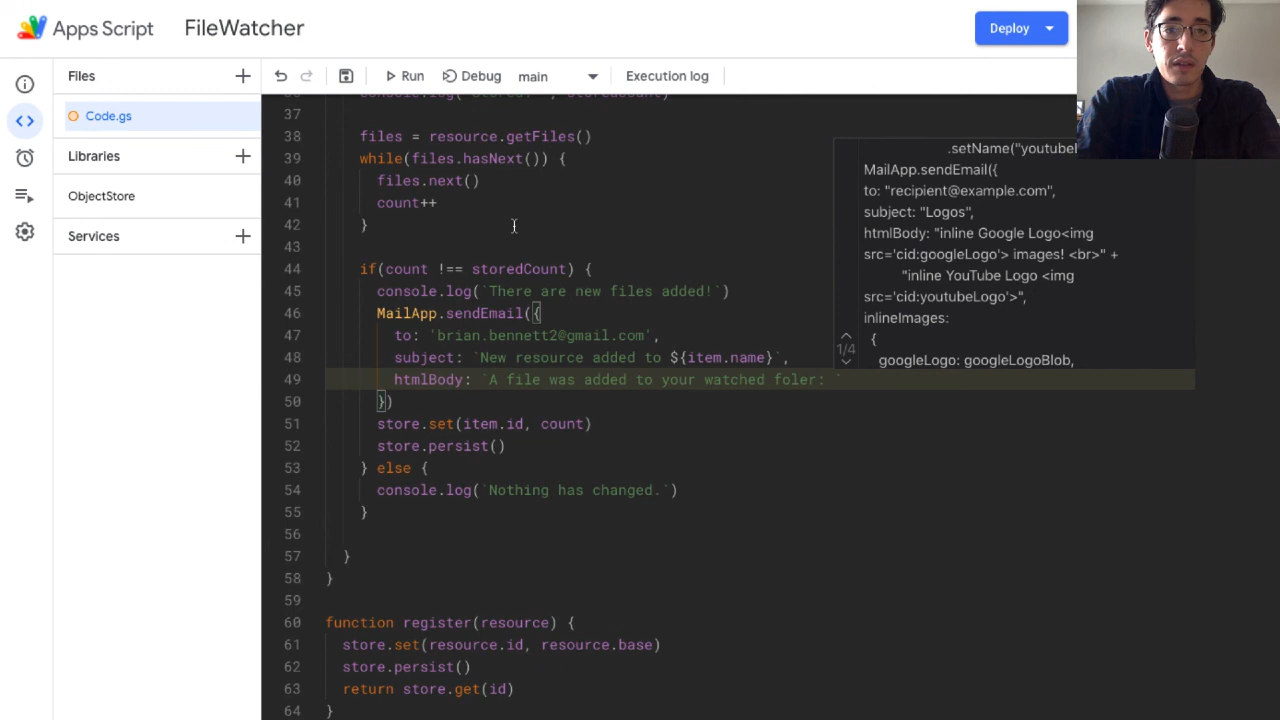 Apps Script
FileWatcher
Deploy
Files
Run
Debug
main
Execution log
Code.gs
Libraries
ObjectStore
Services
37
38 files = resource.getFiles()
39 while(files.hasNext()) {
40 files.next()
41 count++
42 }
43
44 if(count !== storedCount) {
45 console.log(`There are new files added!`)
46 MailApp.sendEmail({
47 to: 'brian.bennett2@gmail.com',
48 subject: `New resource added to ${item.name}`,
49 htmlBody: `A file was added to your watched foler: `
50 })
51 store.set(item.id, count)
52 store.persist()
53 } else {
54 console.log(`Nothing has changed.`)
55 }
56
57 }
58 }
59
60 function register(resource) {
61 store.set(resource.id, resource.base)
62 store.persist()
63 return store.get(id)
64 }
.setName("youtube
MailApp.sendEmail({
to: "recipient@example.com",
subject: "Logos",
htmlBody: "inline Google Logo<img
src='cid:googleLogo'> images! <br>" +
"inline YouTube Logo <img
src='cid:youtubeLogo'>",
inlineImages:
{
googleLogo: googleLogoBlob,
1/4